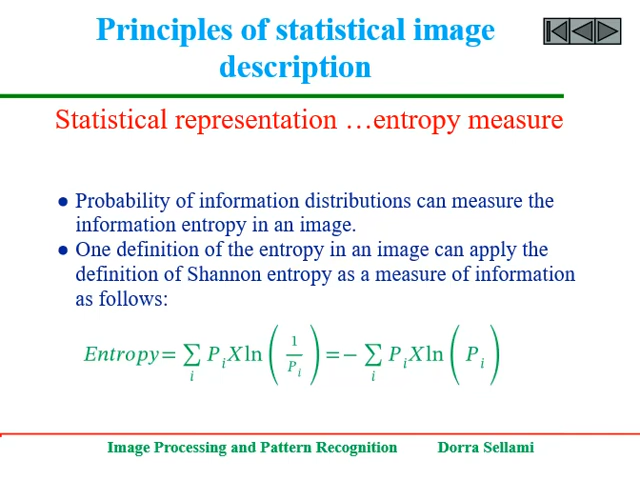 Principles of statistical image
description
Statistical representation …entropy measure
● Probability of information distributions can measure the
information entropy in an image.
● One definition of the entropy in an image can apply the
definition of Shannon entropy as a measure of information
as follows:
Entropy = ∑_i P_i X ln ( 1/P_i ) = − ∑_i P_i X ln ( P_i )
Image Processing and Pattern Recognition Dorra Sellami